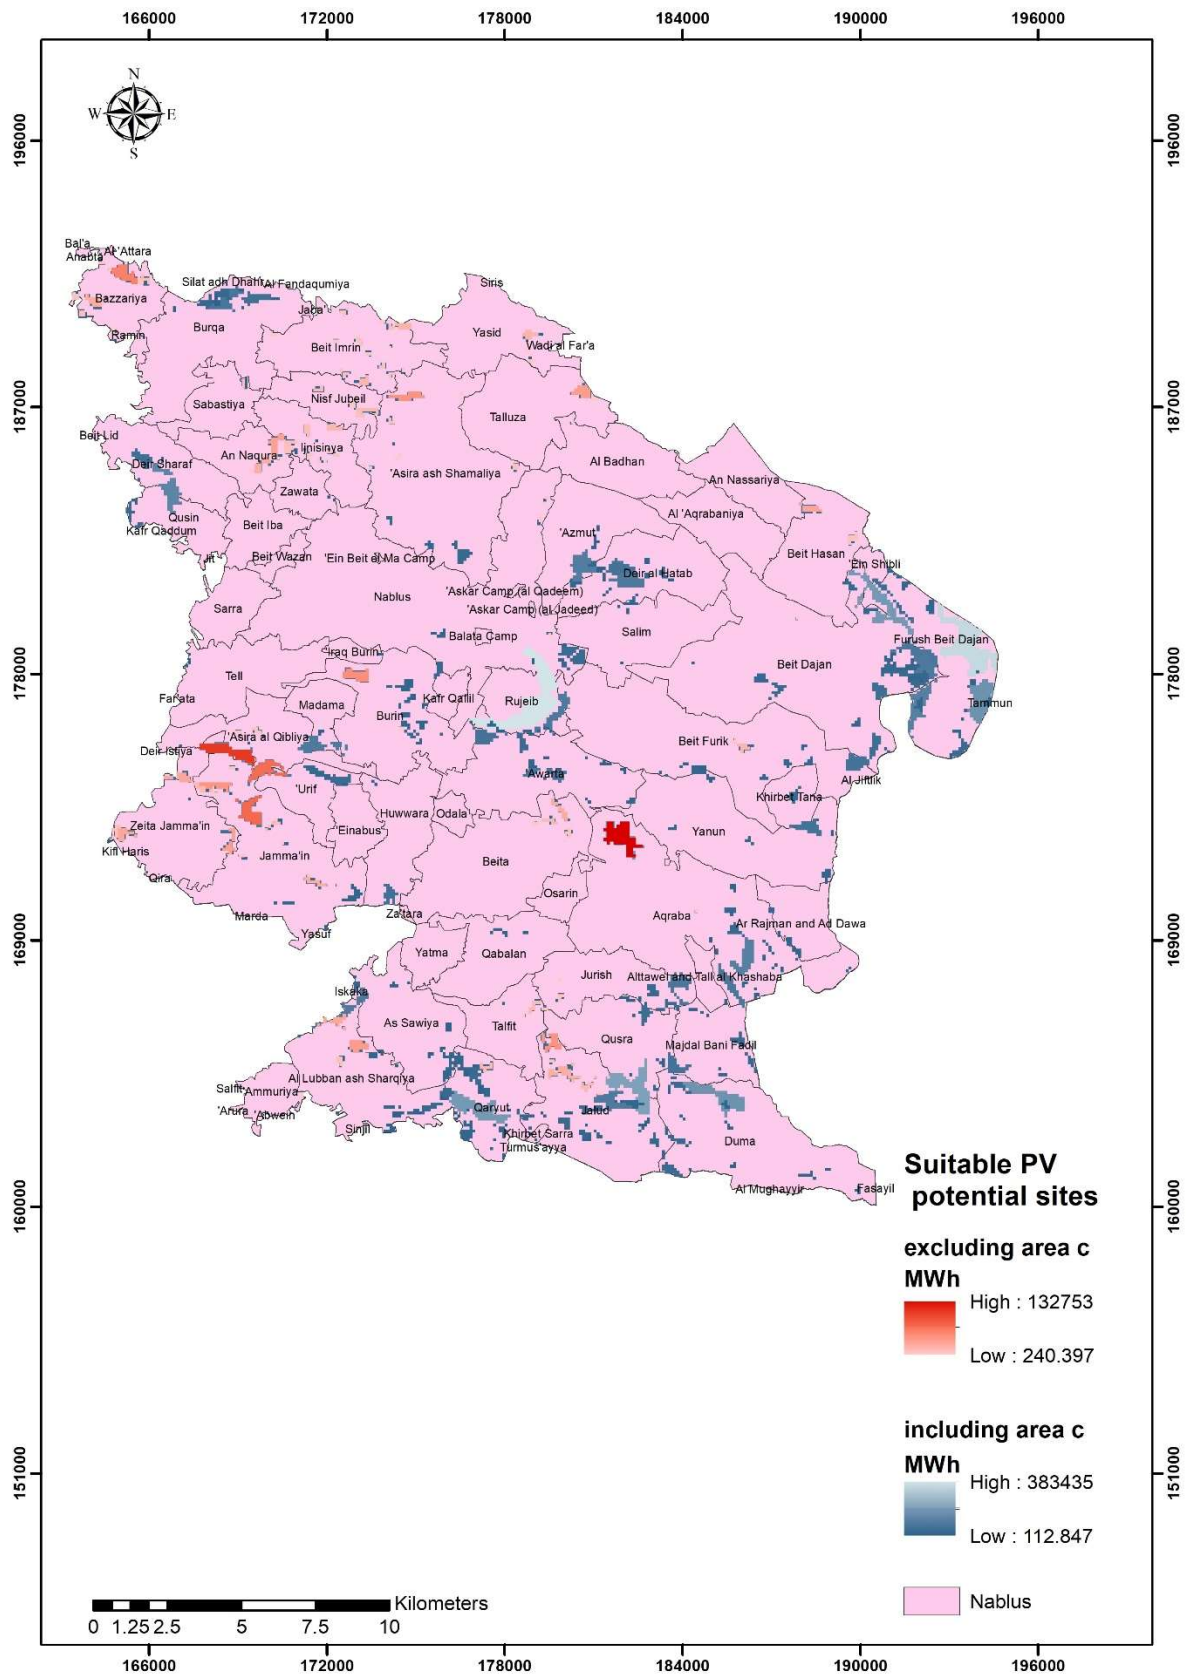 166000 172000 178000 184000 190000 196000
N
W E
S
196000 196000
Bal'a
Al 'Attara
Anabta
Silat adh Dhahr
Al Fandaqumiya
Siris
Bazzariya
Jaba'
Burqa
Yasid
Ramin
Beit Imrin
Wadi al Far'a
187000 187000
Nisf Jubeil
Sabastiya
Talluza
Beit Lid
An Naqura
Ijnisinya
Deir Sharaf
Al Badhan
'Asira ash Shamaliya
An Nassariya
Zawata
Qusin
Beit Iba
Al 'Aqrabaniya
Kafr Qaddum
'Azmut
Jit
Beit Wazan
'Ein Beit el Ma Camp
Beit Hasan
'Ein Shibli
Deir al Hatab
Nablus
'Askar Camp (al Qadeem)
'Askar Camp (al Jadeed)
Sarra
Salim
Balata Camp
Furush Beit Dajan
'Iraq Burin
Beit Dajan
178000 178000
Tell
Far'ata
Madama
Kafr Qallil
Rujeib
Tammun
Burin
'Asira al Qibliya
Beit Furik
Deir Istiya
'Awarta
Al Jiftlik
'Urif
Khirbet Tana
Huwwara
Odala
Zeita Jamma'in
'Einabus
Yanun
Kifl Haris
Jamma'in
Beita
Qira
Osarin
Marda
Za'tara
Aqraba
Ar Rajman and Ad Dawa
Yasuf
169000 169000
Yatma
Qabalan
Jurish
Alttawel and Tall al Khashaba
Iskaka
As Sawiya
Talfit
Qusra
Majdal Bani Fadil
Al Lubban ash Sharqiya
Salfit
'Ammuriya
'Arura
'Abwein
Qaryut
Jalud
Sinjil
Khirbet Sarra
Turmus'ayya
Duma
Al Mughayyir
Fasayil
160000 160000
Suitable PV
potential sites
excluding area c
MWh
High : 132753
Low : 240.397
including area c
MWh
High : 383435
Low : 112.847
Nablus
151000 151000
Kilometers
0 1.25 2.5 5 7.5 10
166000 172000 178000 184000 190000 196000